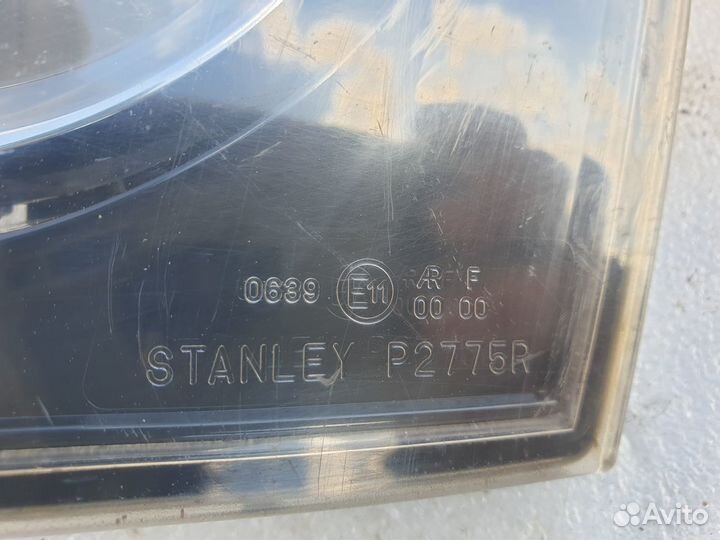 0639 E11 AR F
00 00
STANLEY P2775R
Avito